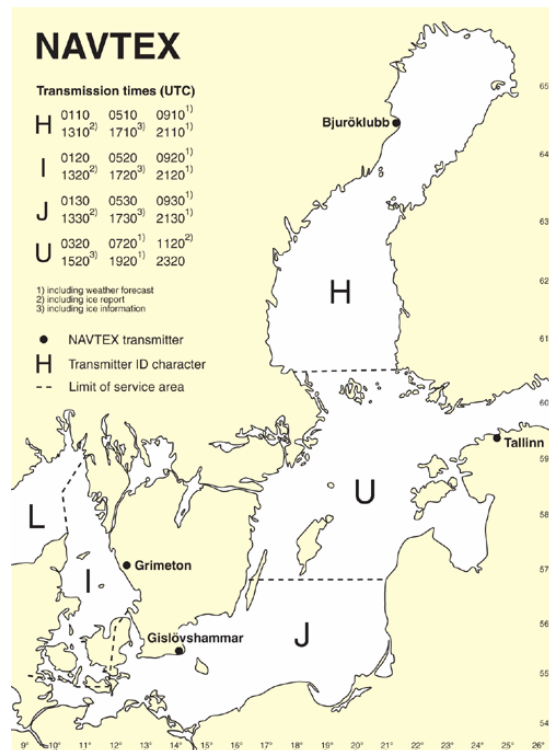 NAVTEX
Transmission times (UTC)
H 0110 0510 0910¹⁾
1310²⁾ 1710³⁾ 2110¹⁾
I 0120 0520 0920¹⁾
1320²⁾ 1720³⁾ 2120¹⁾
J 0130 0530 0930¹⁾
1330²⁾ 1730³⁾ 2130¹⁾
U 0320 0720¹⁾ 1120²⁾
1520³⁾ 1920¹⁾ 2320
1) including weather forecast
2) including ice report
3) including ice information
NAVTEX transmitter
H Transmitter ID character
Limit of service area
Bjuröklubb
H
Tallinn
U
L
Grimeton
I
Gislövshammar
J
65
64
63
62
61
60
59
58
57
56
55
54
9° 10° 11° 12° 13° 14° 15° 16° 17° 18° 19° 20° 21° 22° 23° 24° 25° 26°